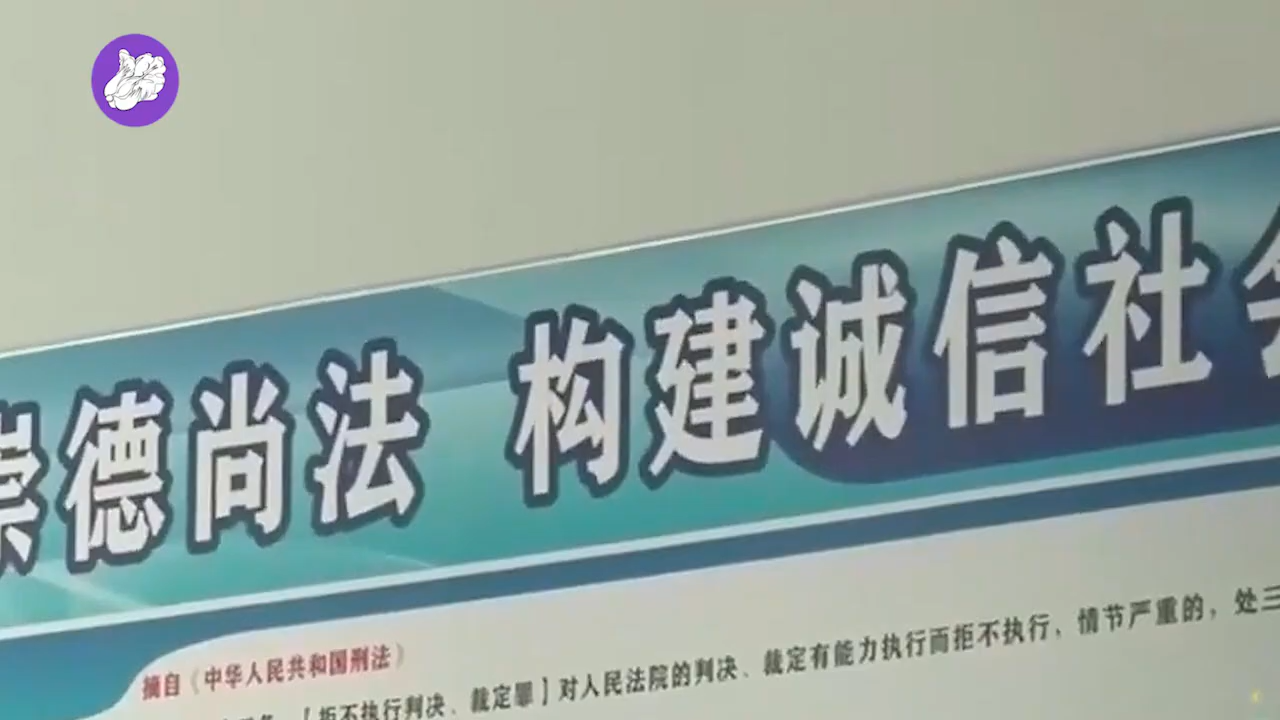 崇德尚法 构建诚信社会
摘自《中华人民共和国刑法》
【拒不执行判决、裁定罪】对人民法院的判决、裁定有能力执行而拒不执行，情节严重的，处三